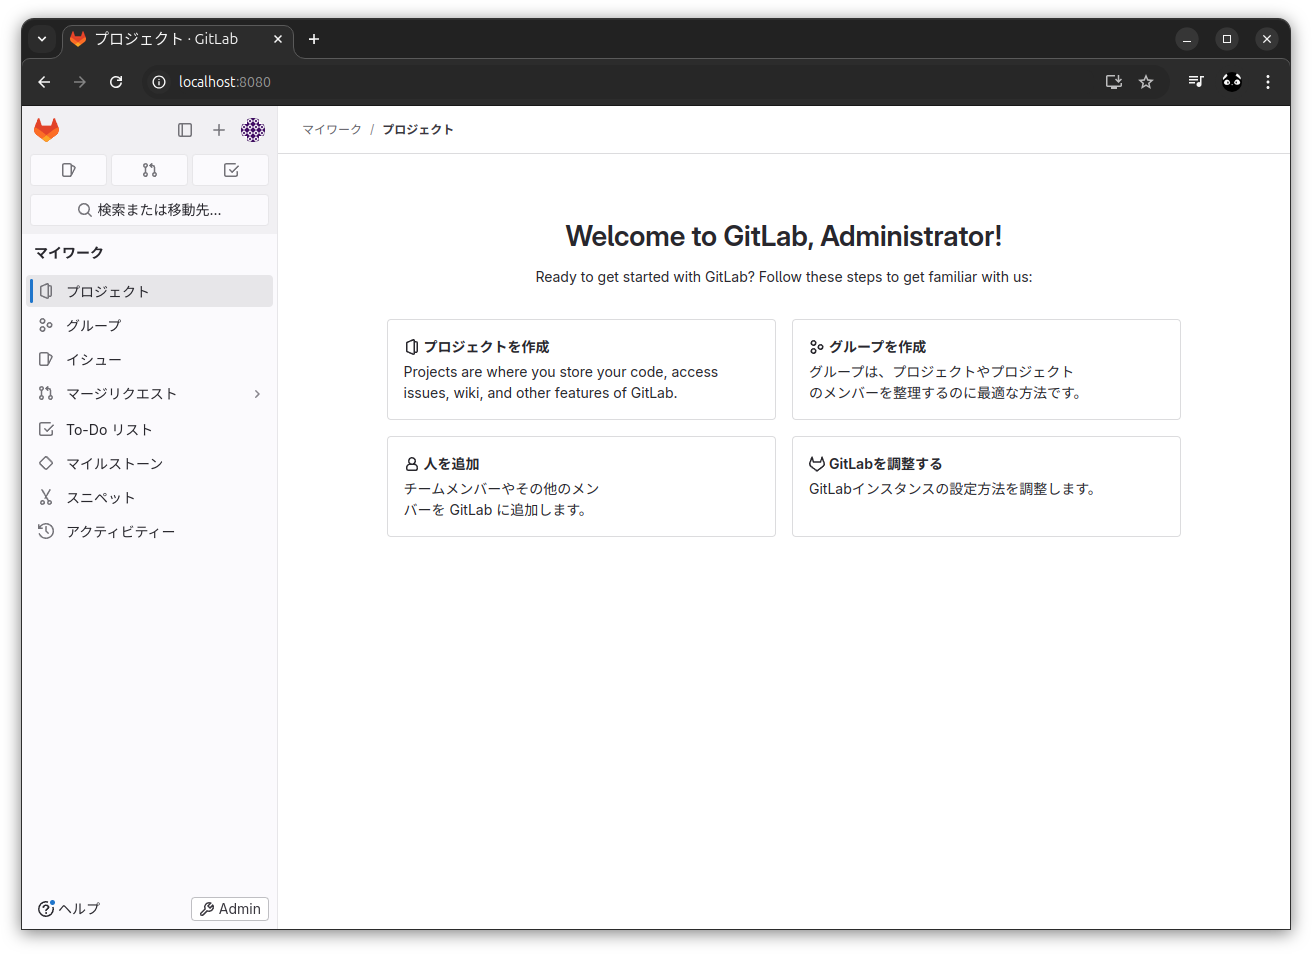 プロジェクト · GitLab
localhost:8080
マイワーク / プロジェクト
検索または移動先...
マイワーク
プロジェクト
グループ
イシュー
マージリクエスト
To-Do リスト
マイルストーン
スニペット
アクティビティー
ヘルプ
Admin
Welcome to GitLab, Administrator!
Ready to get started with GitLab? Follow these steps to get familiar with us:
プロジェクトを作成
Projects are where you store your code, access
issues, wiki, and other features of GitLab.
グループを作成
グループは、プロジェクトやプロジェクト
のメンバーを整理するのに最適な方法です。
人を追加
チームメンバーやその他のメン
バーを GitLab に追加します。
GitLabを調整する
GitLabインスタンスの設定方法を調整します。